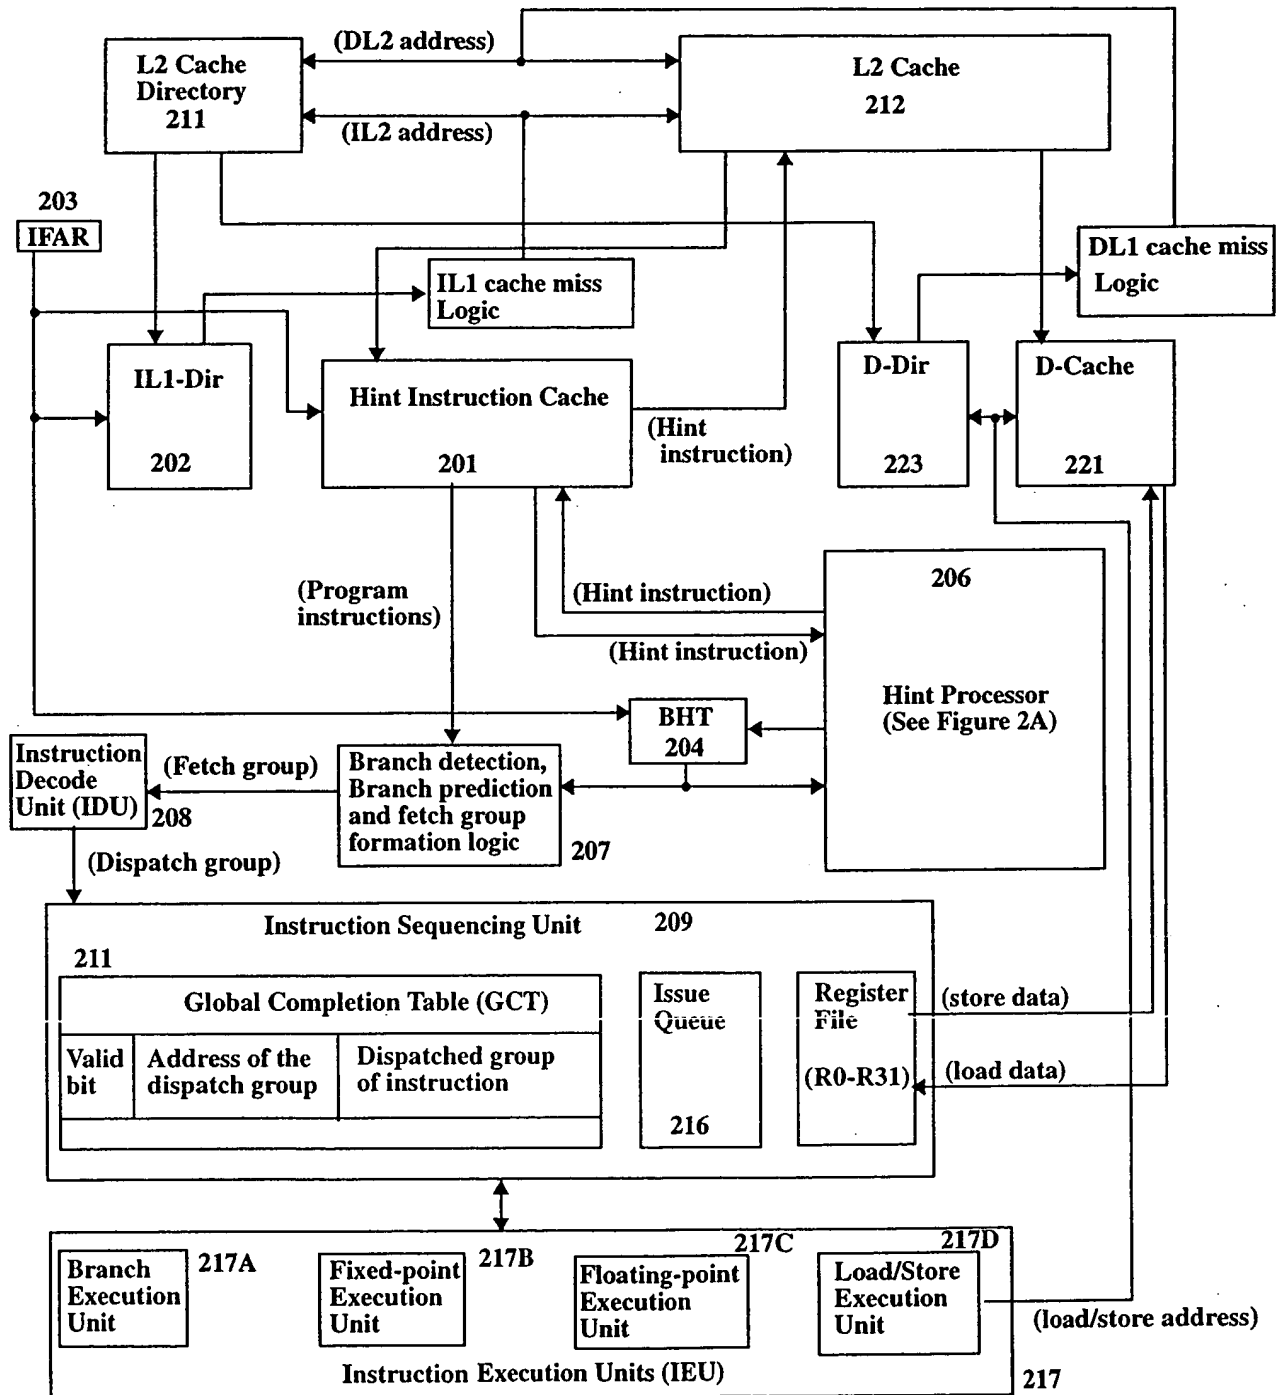 (DL2 address)
L2 Cache
Directory
211
L2 Cache
212
(IL2 address)
203
IFAR
IL1 cache miss
Logic
DL1 cache miss
Logic
IL1-Dir
202
Hint Instruction Cache
201
(Hint
instruction)
D-Dir
223
D-Cache
221
(Program
instructions)
(Hint instruction)
(Hint instruction)
206
Hint Processor
(See Figure 2A)
BHT
204
Instruction
Decode
Unit (IDU)
208
(Fetch group)
Branch detection,
Branch prediction
and fetch group
formation logic
207
(Dispatch group)
Instruction Sequencing Unit
209
211
Global Completion Table (GCT)
Valid
bit
Address of the
dispatch group
Dispatched group
of instruction
Issue
Queue
216
Register
File
(R0-R31)
(store data)
(load data)
Branch
Execution
Unit
217A
Fixed-point
Execution
Unit
217B
Floating-point
Execution
Unit
217C
Load/Store
Execution
Unit
217D
(load/store address)
Instruction Execution Units (IEU)
217